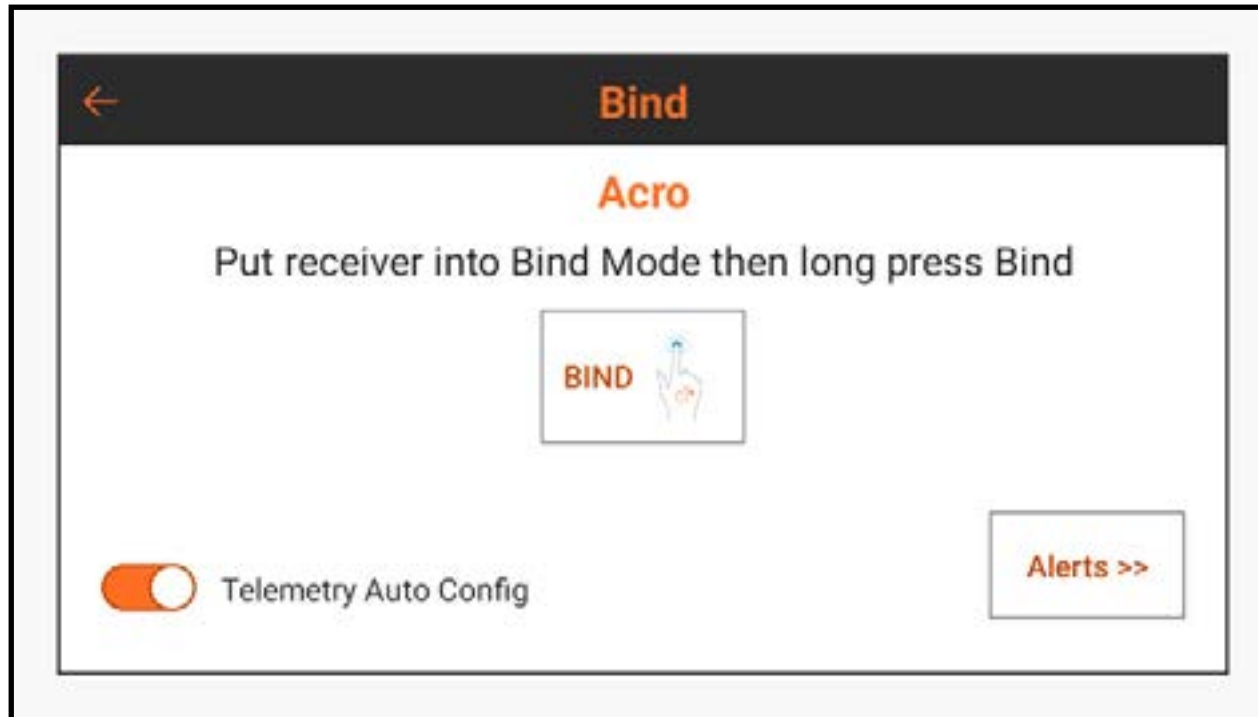 Bind
Acro
Put receiver into Bind Mode then long press Bind
BIND
Alerts >>
Telemetry Auto Config